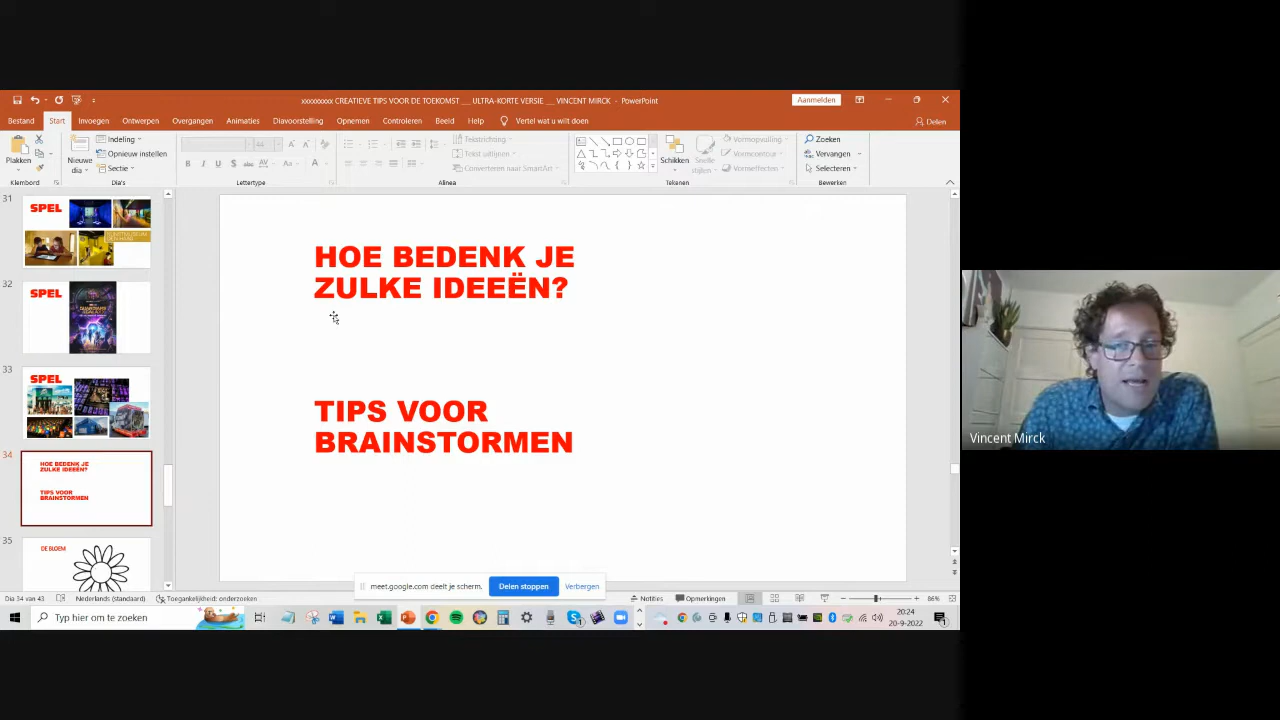 xxxxxxxxx CREATIEVE TIPS VOOR DE TOEKOMST ___ ULTRA-KORTE VERSIE ___ VINCENT MIRCK - PowerPoint
Aanmelden
Bestand Start Invoegen Ontwerpen Overgangen Animaties Diavoorstelling Opnemen Controleren Beeld Help Vertel wat u wilt doen
Delen
Plakken
Klembord
Nieuwe
dia
Indeling
Opnieuw instellen
Sectie
Dia's
44
Lettertype
Tekstrichting
Tekst uitlijnen
Converteren naar SmartArt
Alinea
Schikken
Snelle
stijlen
Opvulling
Vormcontour
Vormeffecten
Tekenen
Zoeken
Vervangen
Selecteren
Bewerken
31
SPEL
32
SPEL
33
SPEL
34
HOE BEDENK JE
ZULKE IDEEËN?
TIPS VOOR
BRAINSTORMEN
35
DE BLOEM
HOE BEDENK JE
ZULKE IDEEËN?
TIPS VOOR
BRAINSTORMEN
Vincent Mirck
meet.google.com deelt je scherm.
Delen stoppen
Verbergen
Dia 34 van 43
Nederlands (standaard)
Toegankelijkheid: onderzoeken
Notities
Opmerkingen
86%
Typ hier om te zoeken
20:24
20-9-2022